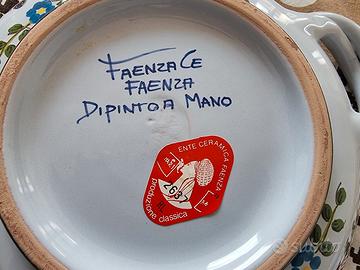 FAENZA CE
FAENZA
DIPINTO A MANO
ENTE CERAMICA FAENZA
produzione classica